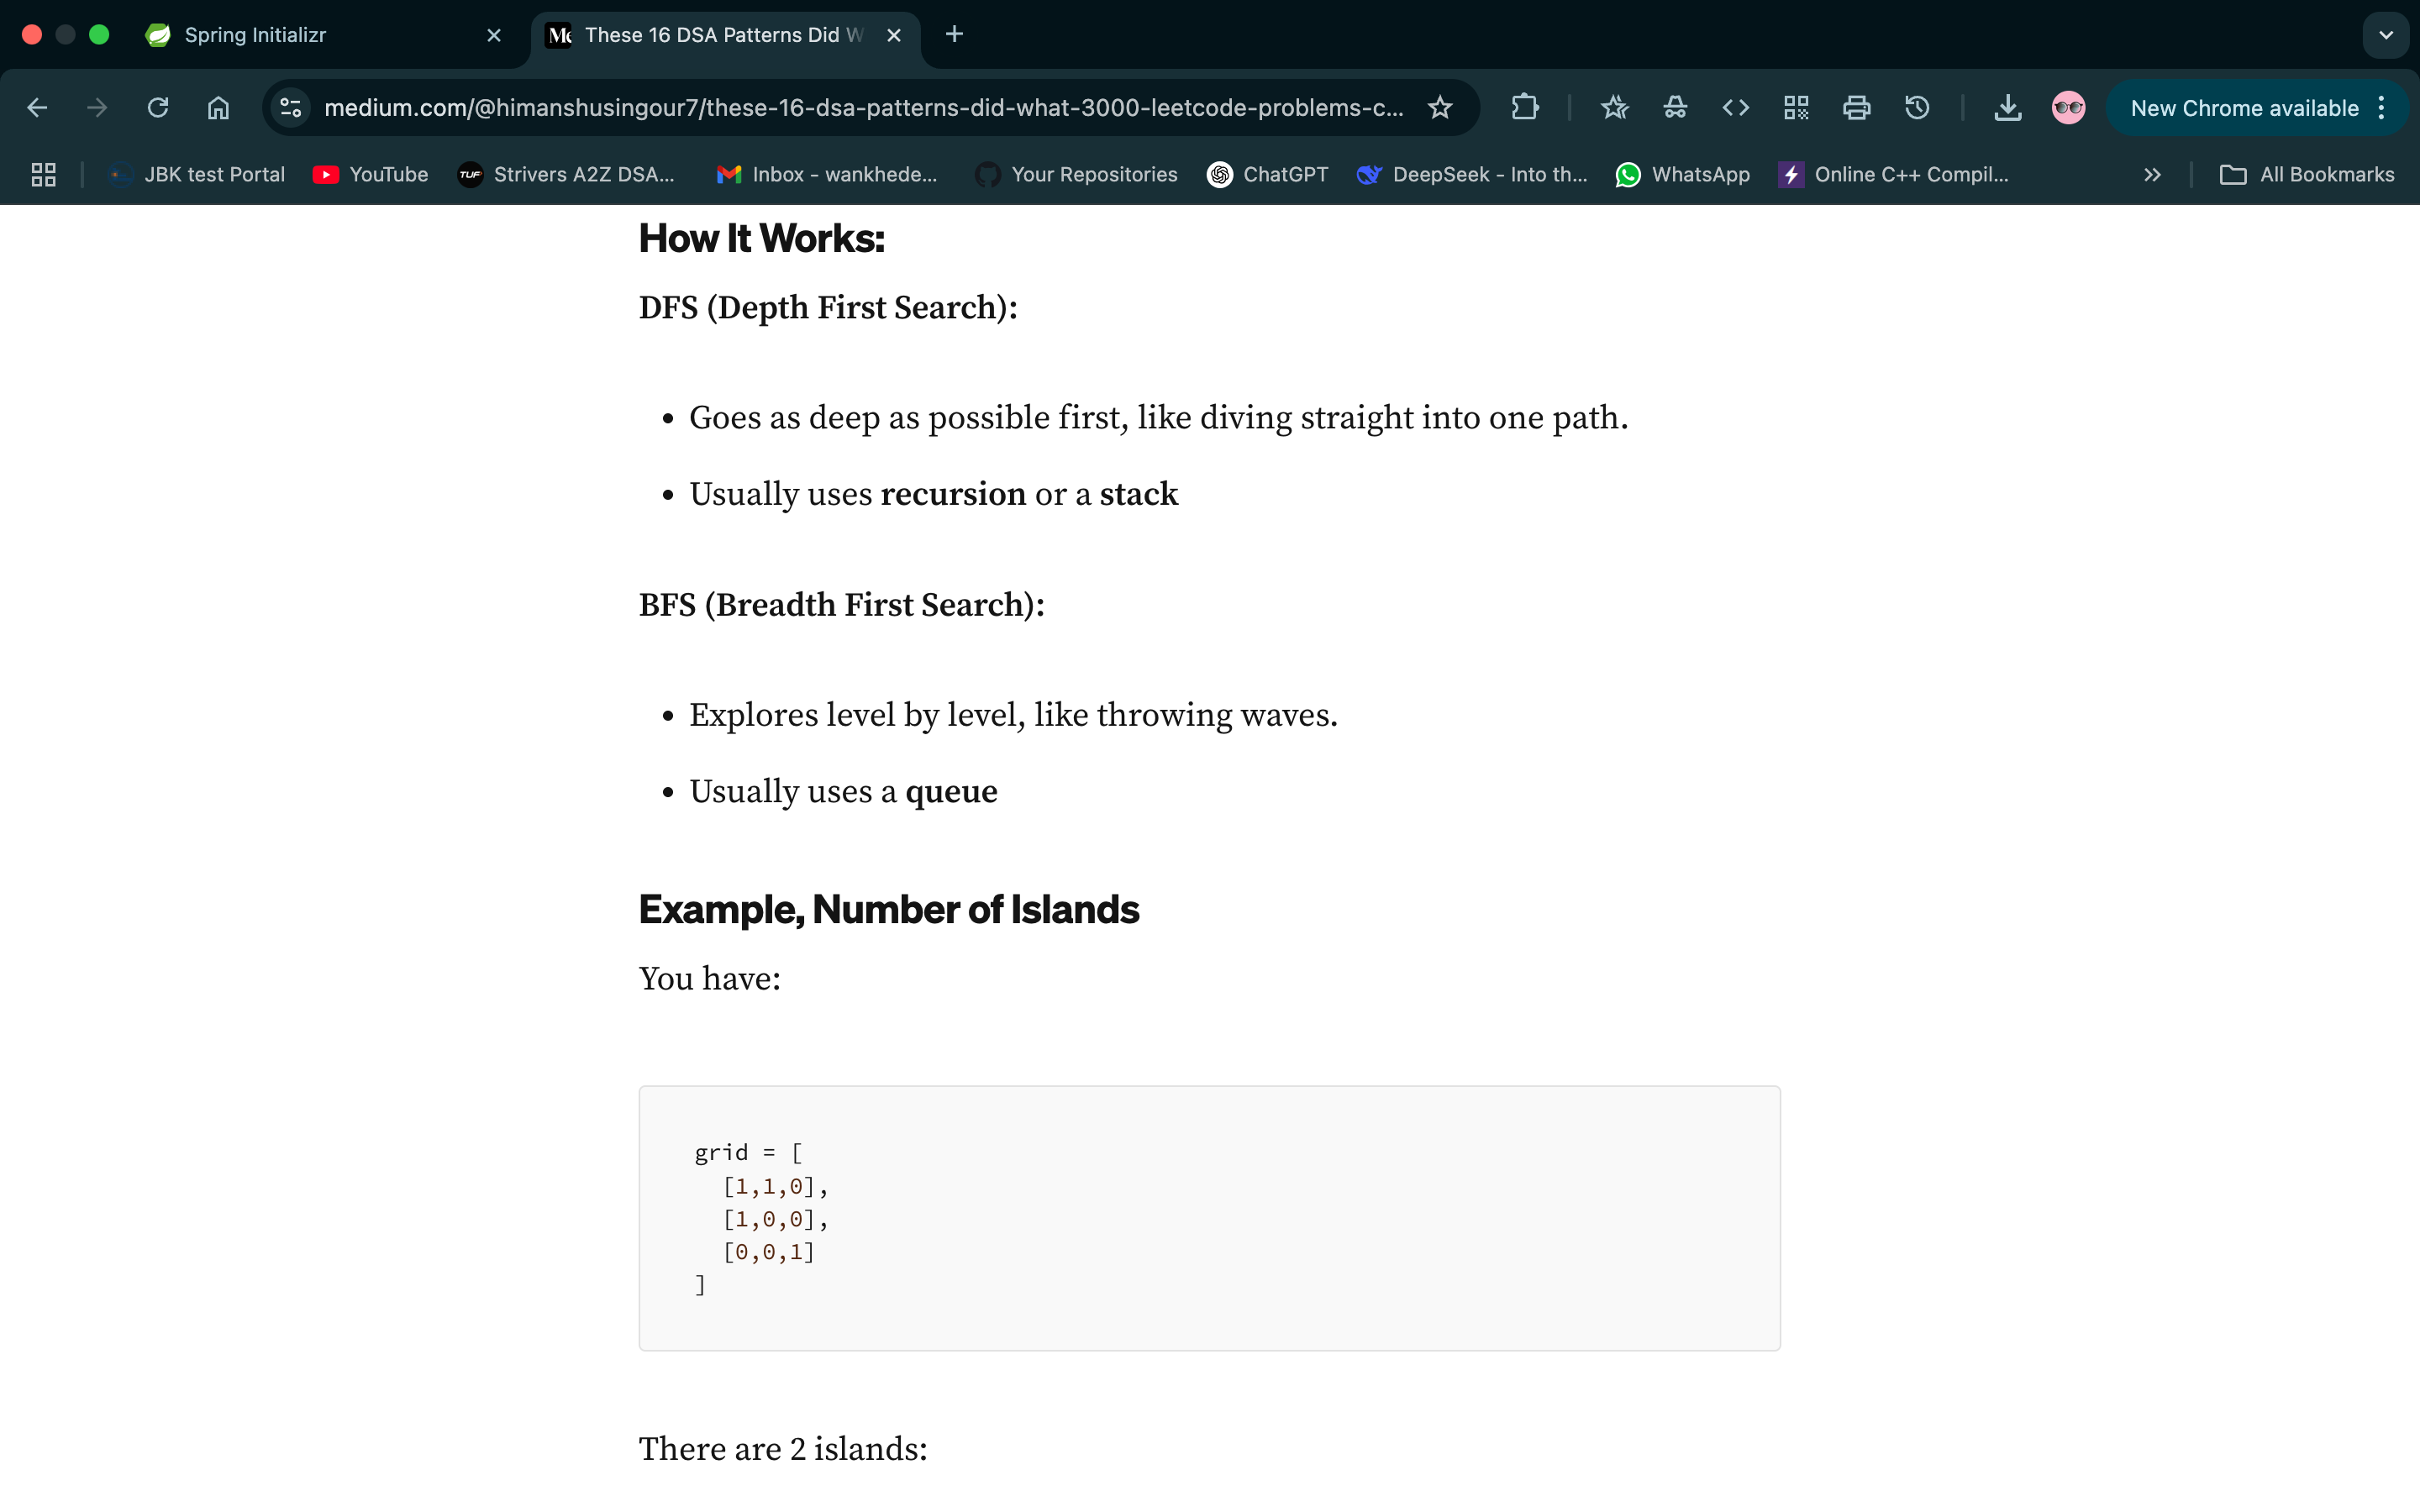 Spring Initializr
Me These 16 DSA Patterns Did W
medium.com/@himanshusingour7/these-16-dsa-patterns-did-what-3000-leetcode-problems-c...
New Chrome available
JBK test Portal
YouTube
TUF Strivers A2Z DSA...
Inbox - wankhede...
Your Repositories
ChatGPT
DeepSeek - Into th...
WhatsApp
Online C++ Compil...
All Bookmarks
How It Works:
DFS (Depth First Search):
• Goes as deep as possible first, like diving straight into one path.
• Usually uses recursion or a stack
BFS (Breadth First Search):
• Explores level by level, like throwing waves.
• Usually uses a queue
Example, Number of Islands
You have:
grid = [
[1,1,0],
[1,0,0],
[0,0,1]
]
There are 2 islands: